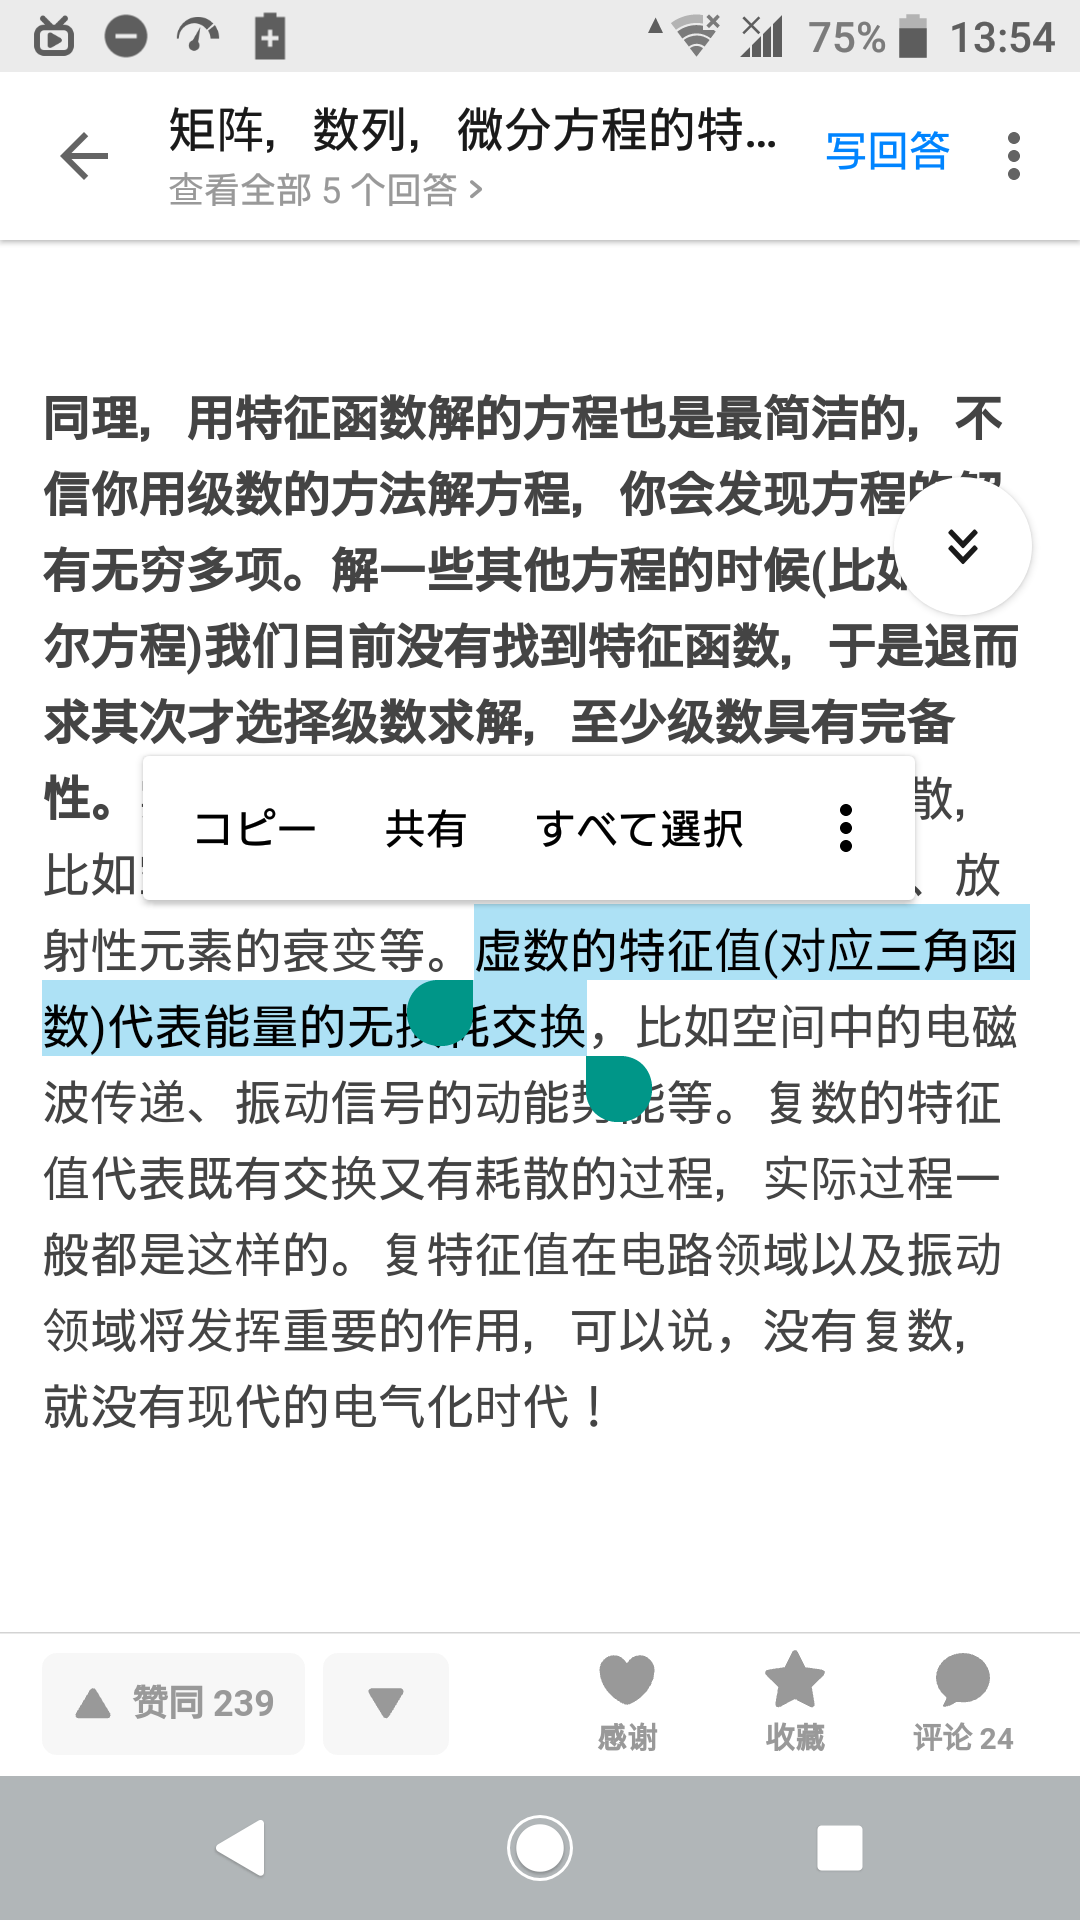 75% 13:54
矩阵，数列，微分方程的特...
写回答
查看全部 5 个回答 >
同理，用特征函数解的方程也是最简洁的，不
信你用级数的方法解方程，你会发现方程的解
有无穷多项。解一些其他方程的时候(比如
尔方程)我们目前没有找到特征函数，于是退而
求其次才选择级数求解，至少级数具有完备
性。
散，
コピー 共有 すべて選択
比如
、放
射性元素的衰变等。虚数的特征值(对应三角函
数)代表能量的无损耗交换，比如空间中的电磁
波传递、振动信号的动能势能等。复数的特征
值代表既有交换又有耗散的过程，实际过程一
般都是这样的。复特征值在电路领域以及振动
领域将发挥重要的作用，可以说，没有复数，
就没有现代的电气化时代！
赞同 239
感谢
收藏
评论 24